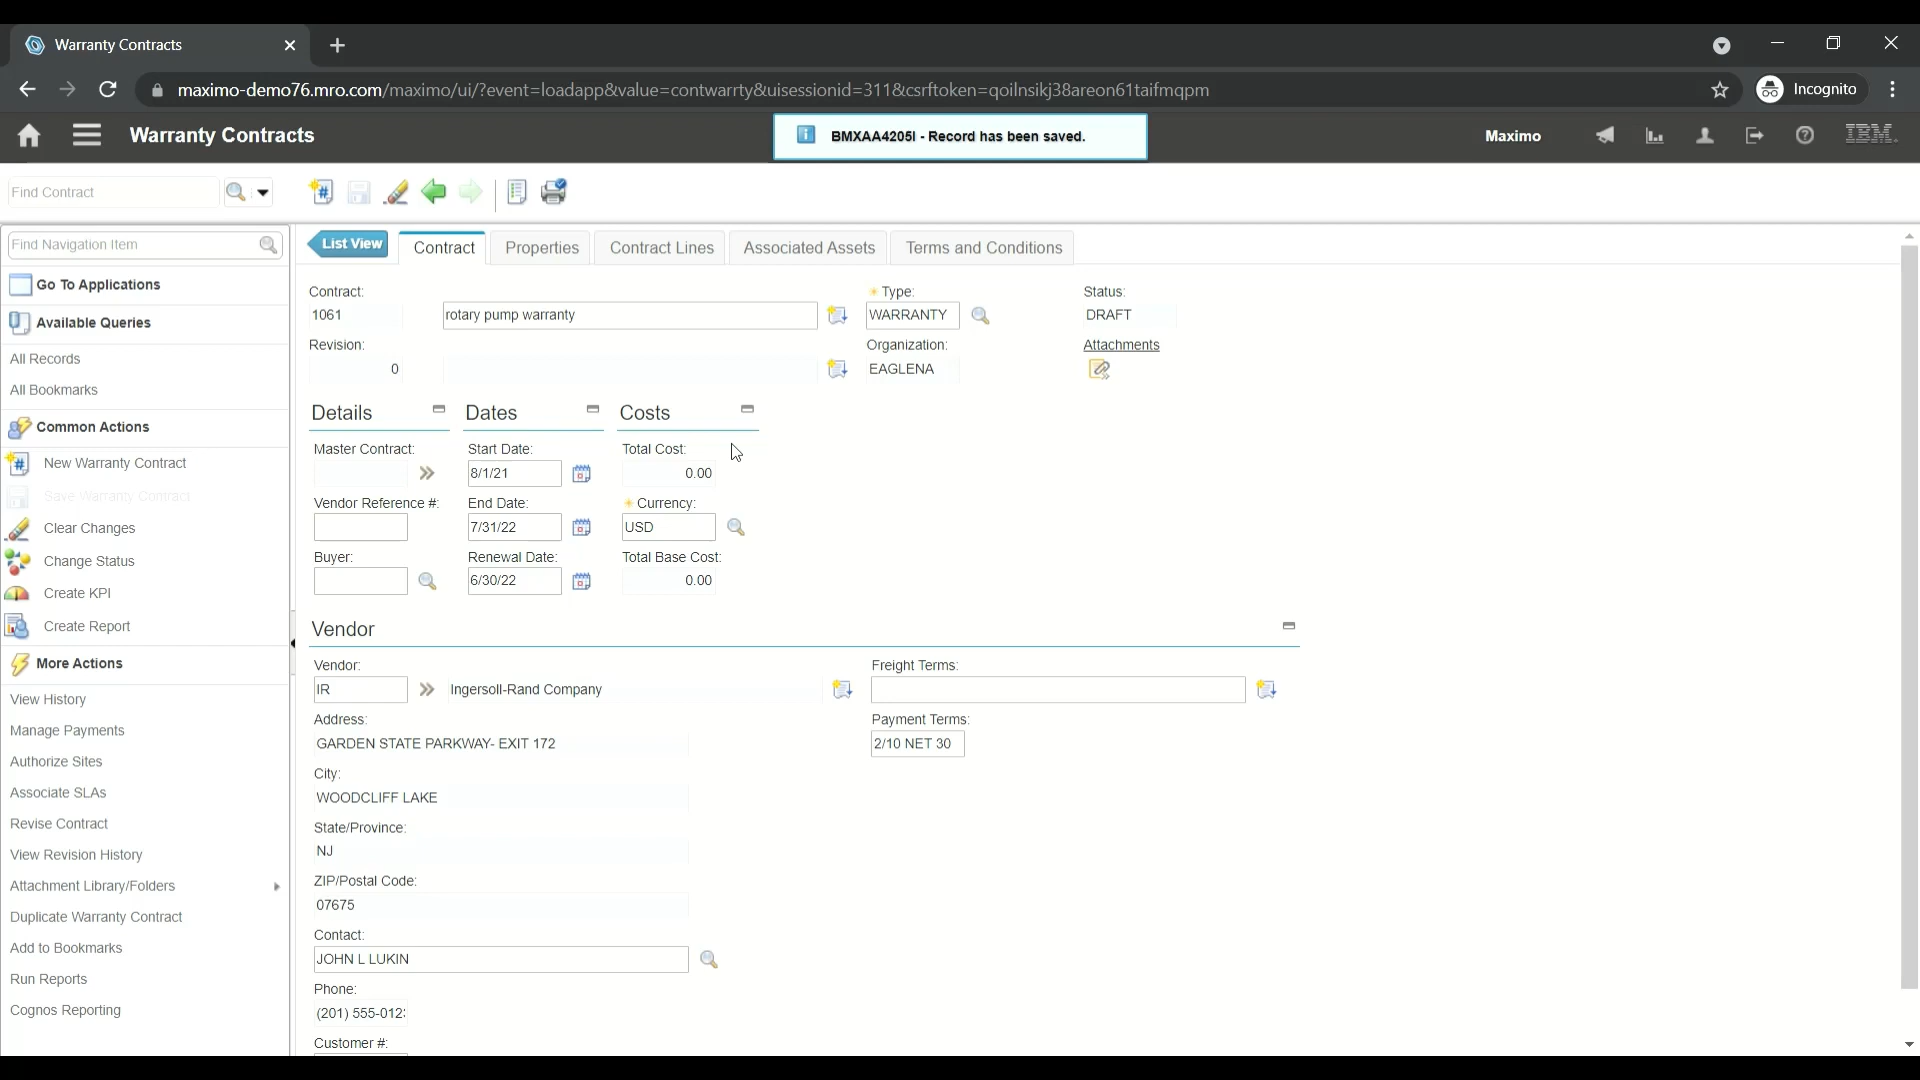 Warranty Contracts
maximo-demo76.mro.com/maximo/ui/?event=loadapp&value=contwarrty&uisessionid=311&csrftoken=qoilnsikj38areon61taifmqpm
Incognito
Warranty Contracts
BMXAA4205I - Record has been saved.
Maximo
IBM.
Find Contract
Find Navigation Item
List View
Contract
Properties
Contract Lines
Associated Assets
Terms and Conditions
Go To Applications
Available Queries
All Records
All Bookmarks
Common Actions
New Warranty Contract
Save Warranty Contract
Clear Changes
Change Status
Create KPI
Create Report
More Actions
View History
Manage Payments
Authorize Sites
Associate SLAs
Revise Contract
View Revision History
Attachment Library/Folders
Duplicate Warranty Contract
Add to Bookmarks
Run Reports
Cognos Reporting
Contract:
1061
rotary pump warranty
Type:
WARRANTY
Status:
DRAFT
Revision:
0
Organization:
EAGLENA
Attachments
Details
Dates
Costs
Master Contract:
Start Date:
8/1/21
Total Cost:
0.00
Vendor Reference #:
End Date:
7/31/22
Currency:
USD
Buyer:
Renewal Date:
6/30/22
Total Base Cost:
0.00
Vendor
Vendor:
IR
Ingersoll-Rand Company
Freight Terms:
Address:
GARDEN STATE PARKWAY- EXIT 172
Payment Terms:
2/10 NET 30
City:
WOODCLIFF LAKE
State/Province:
NJ
ZIP/Postal Code:
07675
Contact:
JOHN L LUKIN
Phone:
(201) 555-012
Customer #: